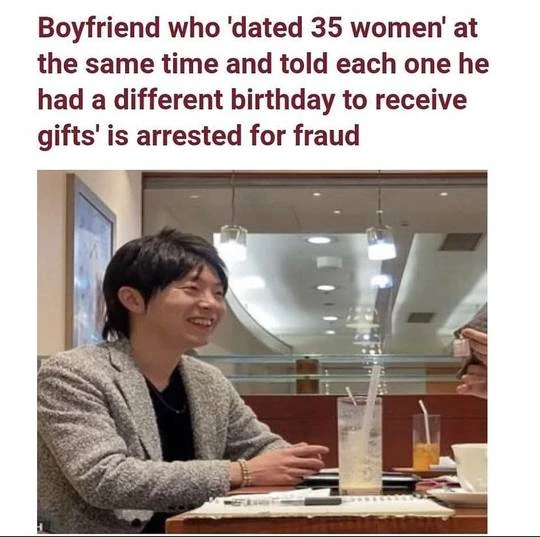 Boyfriend who 'dated 35 women' at
the same time and told each one he
had a different birthday to receive
gifts' is arrested for fraud